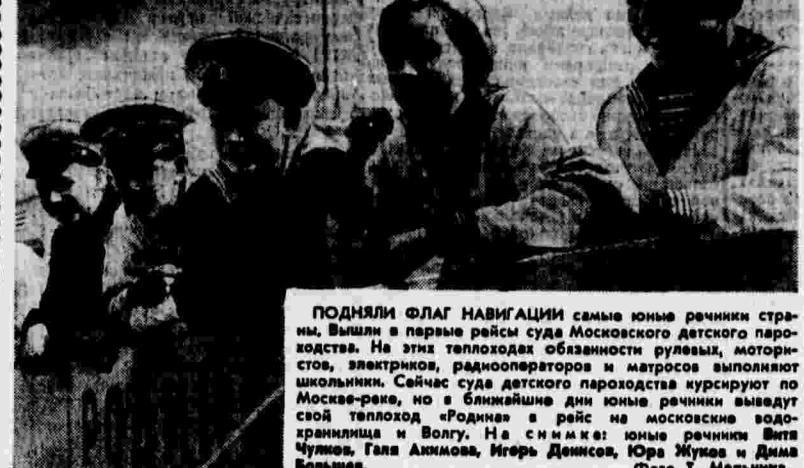 ПОДНЯЛИ ФЛАГ НАВИГАЦИИ самые юные речники стра-
ны. Вышли в первые рейсы суда Московского детского паро-
ходства. На этих теплоходах обязанности рулевых, мотори-
стов, электриков, радиооператоров и матросов выполняют
школьники. Сейчас суда детского пароходства курсируют по
Москве-реке, но в ближайшие дни юные речники выведут
свой теплоход «Родина» в рейс на московские водо-
хранилища и Волгу. На снимке: юные речники Витя
Чулков, Галя Акимова, Игорь Денисов, Юра Жуков и Дима
Фото Т.